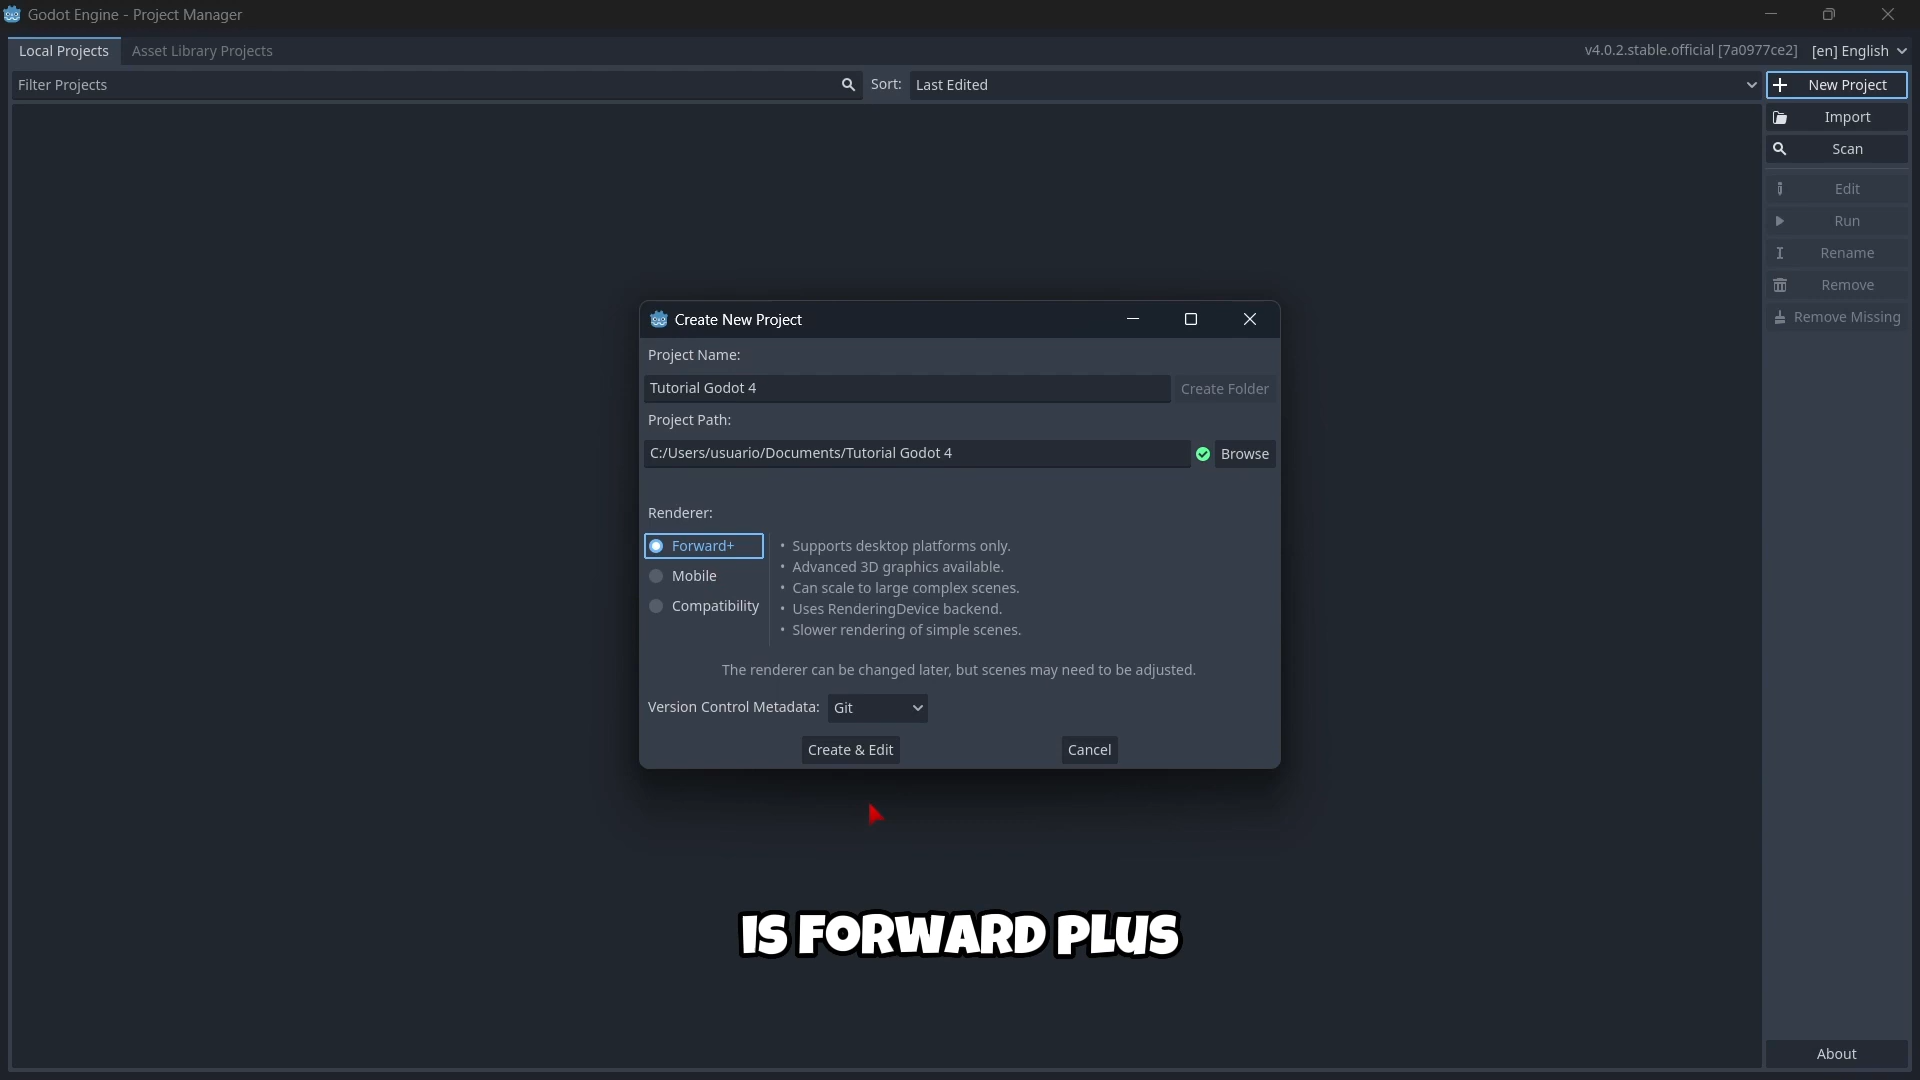 Godot Engine - Project Manager
Local Projects
Asset Library Projects
v4.0.2.stable.official [7a0977ce2]
[en] English
Filter Projects
Sort:
Last Edited
New Project
Import
Scan
Edit
Run
Rename
Remove
Remove Missing
Create New Project
Project Name:
Tutorial Godot 4
Create Folder
Project Path:
C:/Users/usuario/Documents/Tutorial Godot 4
Browse
Renderer:
Forward+
Mobile
Compatibility
• Supports desktop platforms only.
• Advanced 3D graphics available.
• Can scale to large complex scenes.
• Uses RenderingDevice backend.
• Slower rendering of simple scenes.
The renderer can be changed later, but scenes may need to be adjusted.
Version Control Metadata:
Git
Create & Edit
Cancel
IS FORWARD PLUS
About